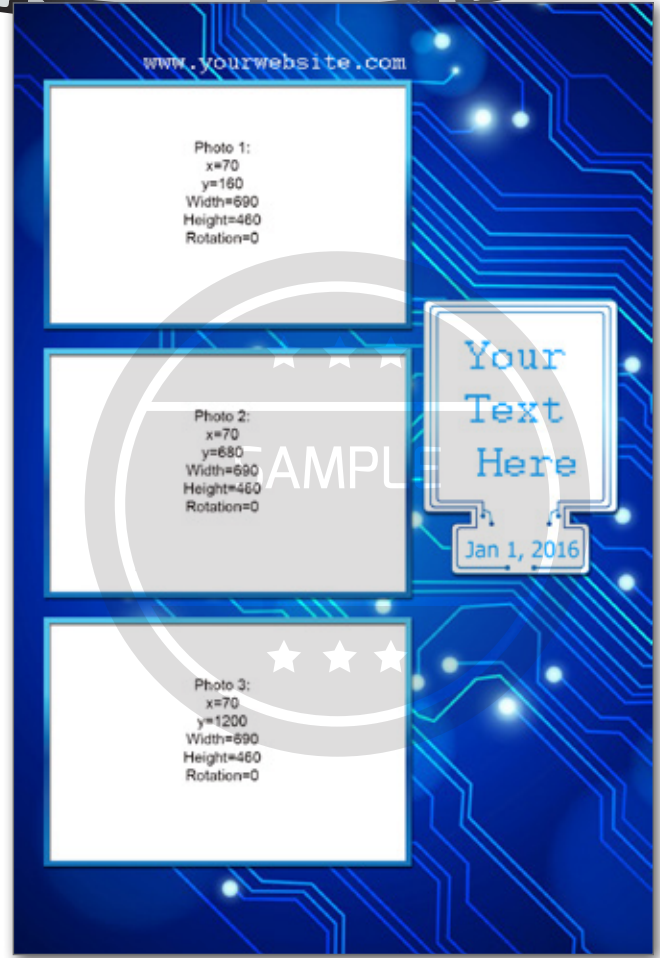 www.yourwebsite.com
Photo 1:
x=70
y=160
Width=690
Height=460
Rotation=0
Your
Text
Here
Photo 2:
x=70
y=680
Width=690
Height=460
Rotation=0
SAMPLE
Jan 1, 2016
Photo 3:
x=70
y=1200
Width=690
Height=460
Rotation=0